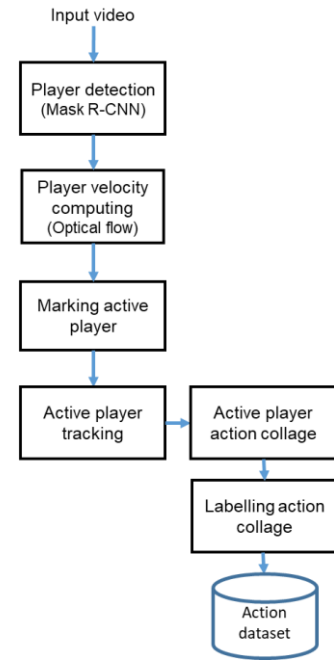 Input video
Player detection
(Mask R-CNN)
Player velocity
computing
(Optical flow)
Marking active
player
Active player
tracking
Active player
action collage
Labelling action
collage
Action
dataset